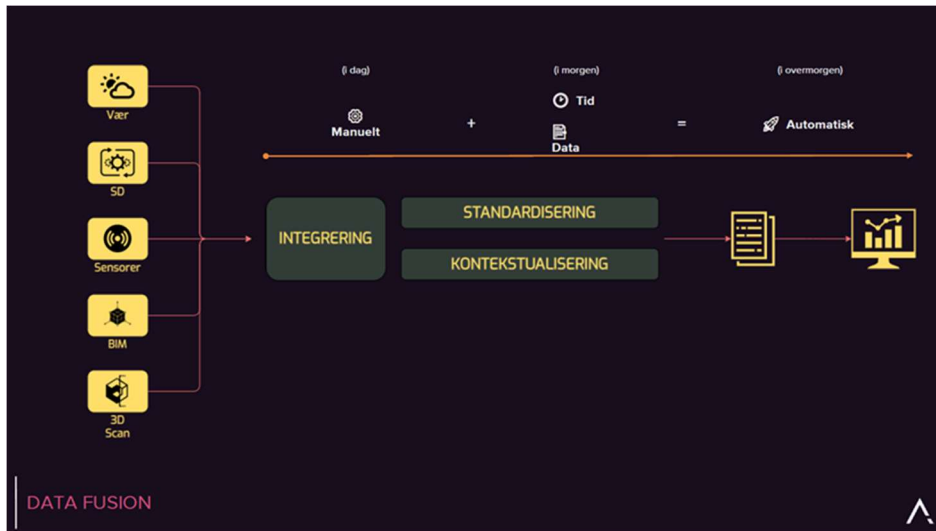 (i dag)
(i morgen)
(i overmorgen)
Manuelt
+
Tid
Data
=
Automatisk
Vær
SD
Sensorer
BIM
3D
Scan
INTEGRERING
STANDARDISERING
KONTEKSTUALISERING
DATA FUSION